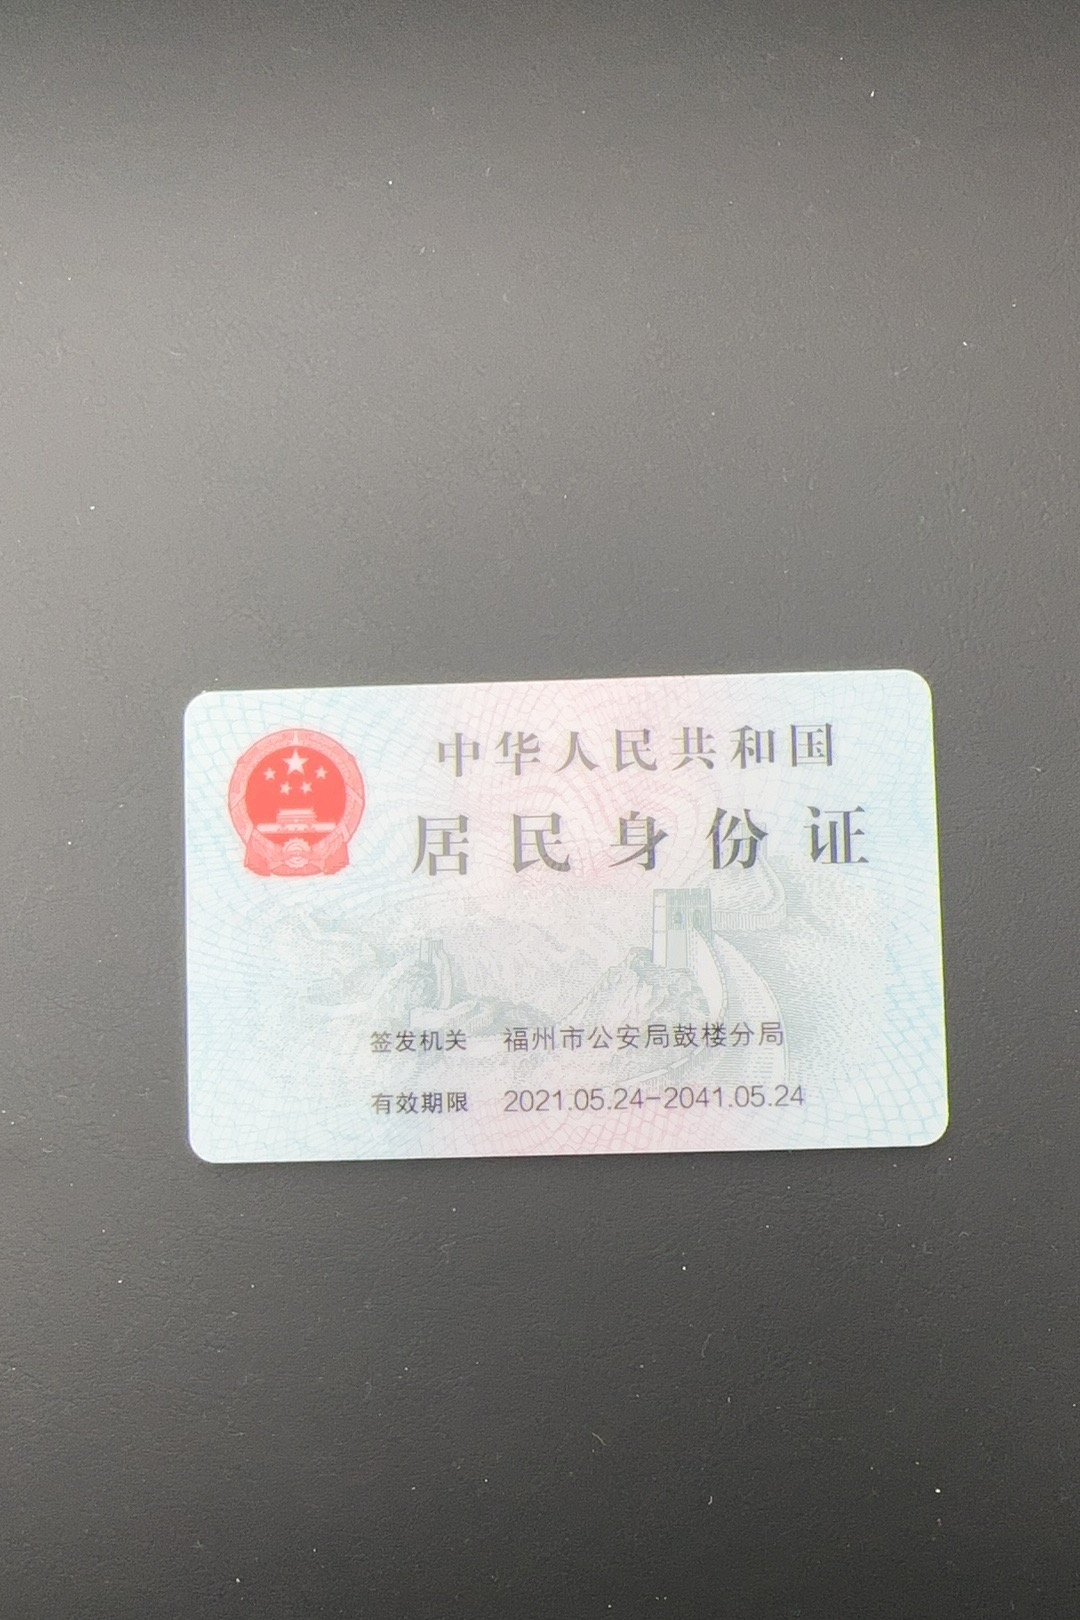 中华人民共和国
居民身份证
签发机关 福州市公安局鼓楼分局
有效期限 2021.05.24-2041.05.24